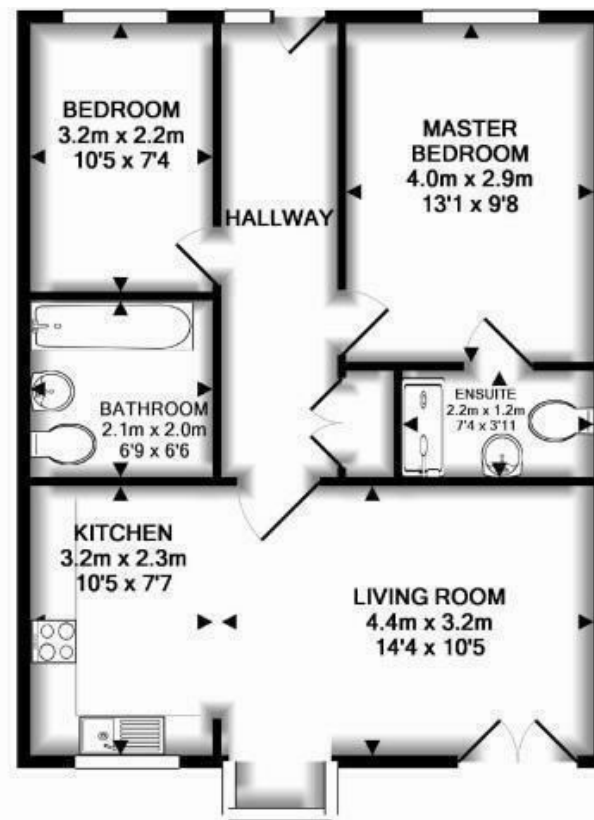 BEDROOM
3.2m x 2.2m
10'5 x 7'4
MASTER
BEDROOM
4.0m x 2.9m
13'1 x 9'8
HALLWAY
BATHROOM
2.1m x 2.0m
6'9 x 6'6
ENSUITE
2.2m x 1.2m
7'4 x 3'11
KITCHEN
3.2m x 2.3m
10'5 x 7'7
LIVING ROOM
4.4m x 3.2m
14'4 x 10'5